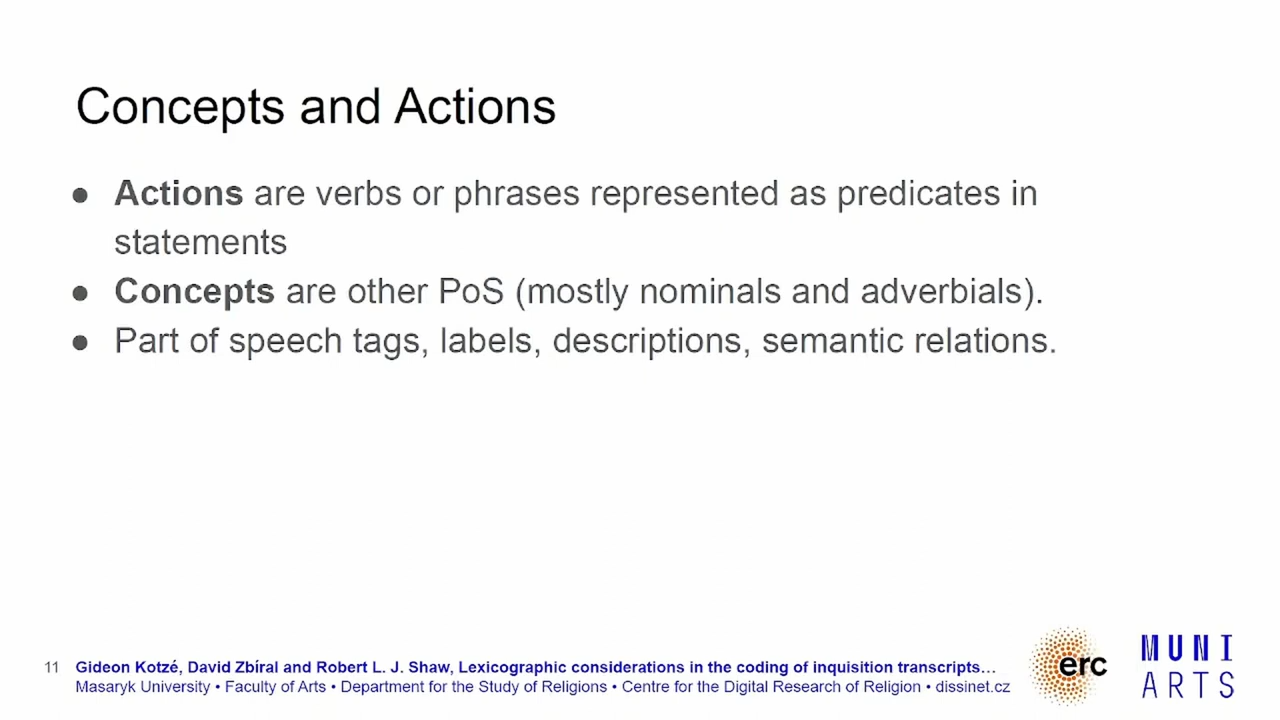 Concepts and Actions
● Actions are verbs or phrases represented as predicates in
statements
● Concepts are other PoS (mostly nominals and adverbials).
● Part of speech tags, labels, descriptions, semantic relations.
11 Gideon Kotzé, David Zbíral and Robert L. J. Shaw, Lexicographic considerations in the coding of inquisition transcripts…
Masaryk University • Faculty of Arts • Department for the Study of Religions • Centre for the Digital Research of Religion • dissinet.cz
erc
MUNI
ARTS